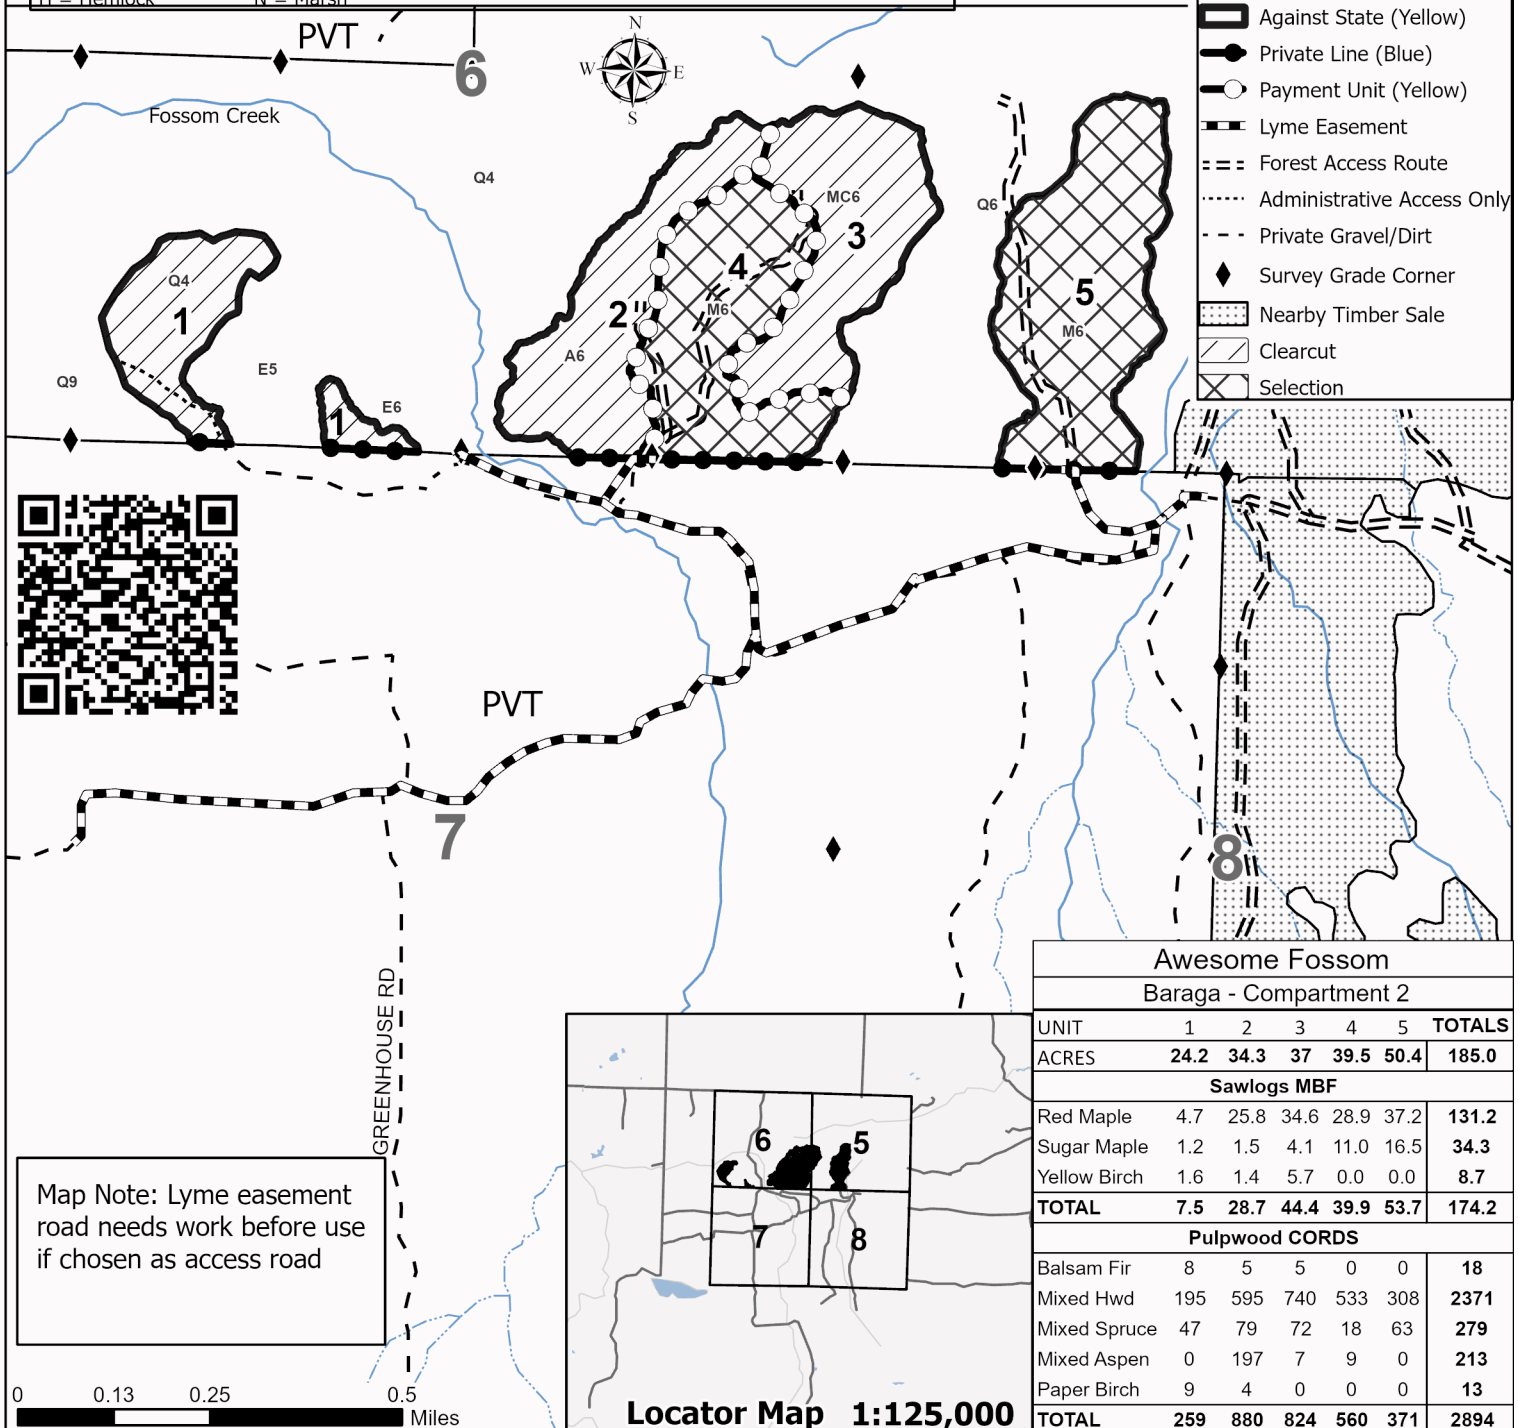 H = Hemlock N = Marsh
PVT
6
N
W E
S
Against State (Yellow)
Private Line (Blue)
Payment Unit (Yellow)
Lyme Easement
Forest Access Route
Administrative Access Only
Private Gravel/Dirt
Survey Grade Corner
Nearby Timber Sale
Clearcut
Selection
Fossom Creek
Q4
MC6
Q6
3
4
Q4
1
2
M6
5
M6
A6
E5
Q9
E6
1
PVT
7
8
GREENHOUSE RD
Map Note: Lyme easement
road needs work before use
if chosen as access road
0 0.13 0.25 0.5
Miles
6 5
7 8
Locator Map 1:125,000
Awesome Fossom
Baraga - Compartment 2
UNIT 1 2 3 4 5 TOTALS
ACRES 24.2 34.3 37 39.5 50.4 185.0
Sawlogs MBF
Red Maple 4.7 25.8 34.6 28.9 37.2 131.2
Sugar Maple 1.2 1.5 4.1 11.0 16.5 34.3
Yellow Birch 1.6 1.4 5.7 0.0 0.0 8.7
TOTAL 7.5 28.7 44.4 39.9 53.7 174.2
Pulpwood CORDS
Balsam Fir 8 5 5 0 0 18
Mixed Hwd 195 595 740 533 308 2371
Mixed Spruce 47 79 72 18 63 279
Mixed Aspen 0 197 7 9 0 213
Paper Birch 9 4 0 0 0 13
TOTAL 259 880 824 560 371 2894